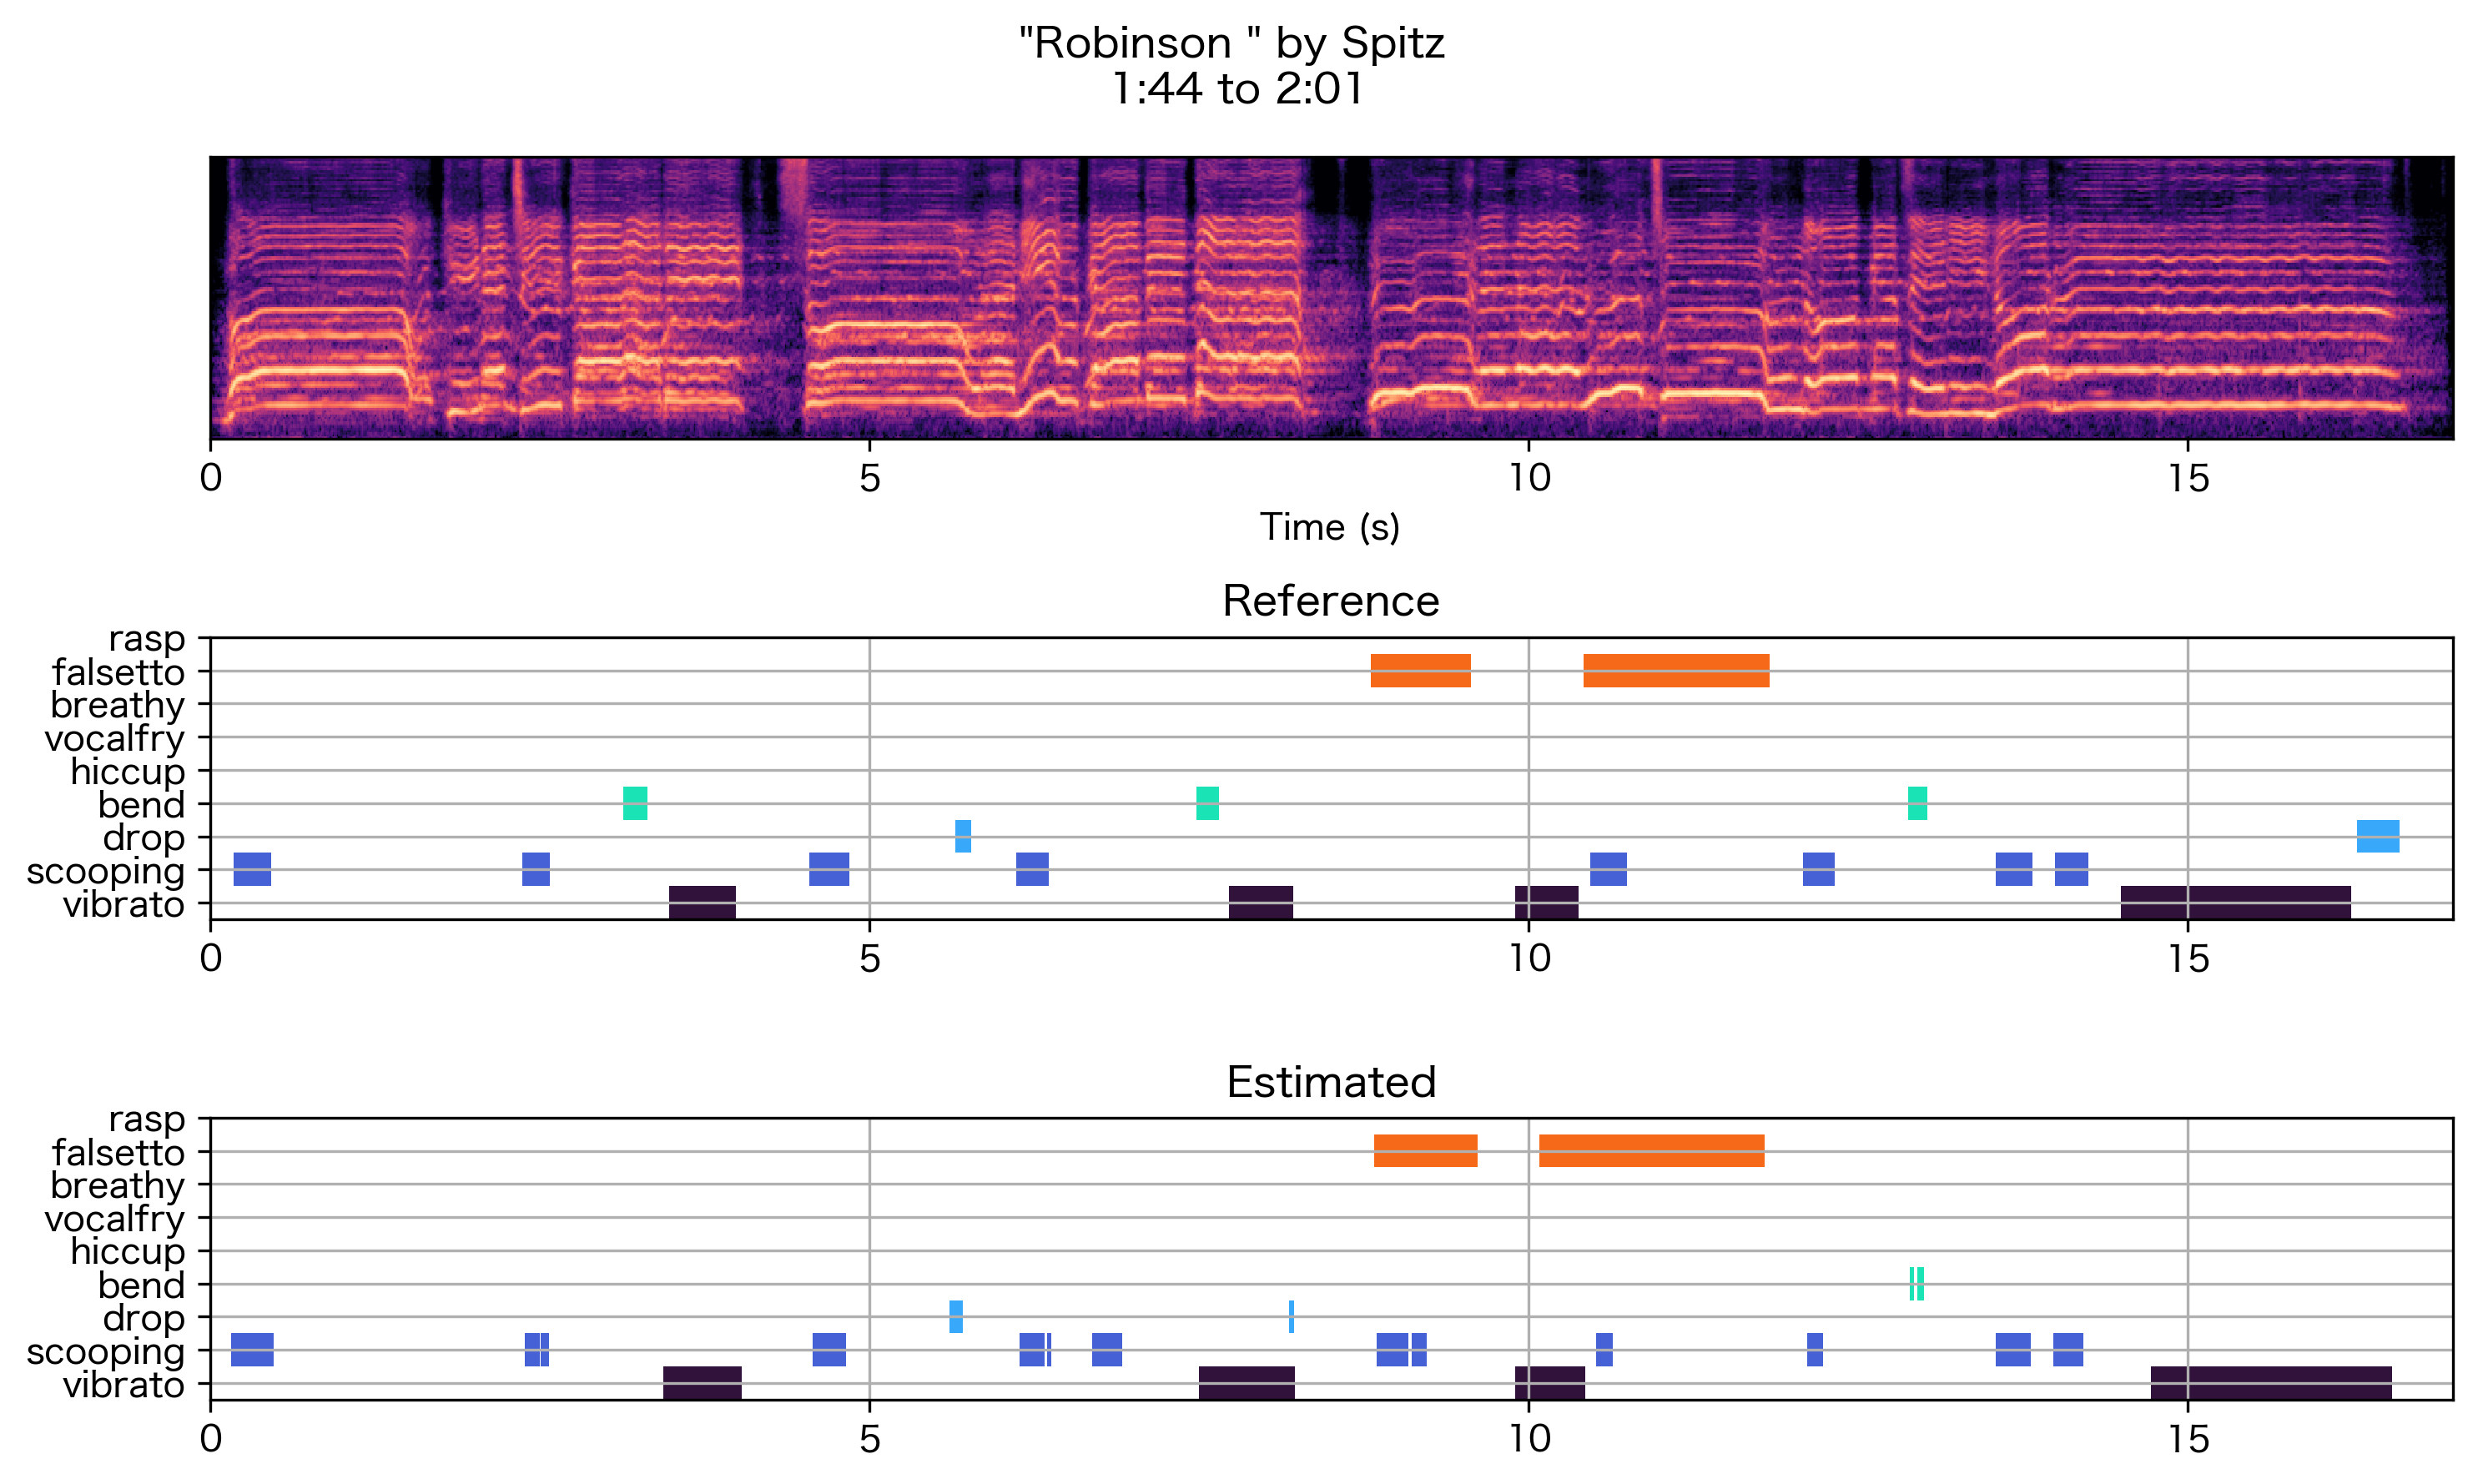 "Robinson " by Spitz
1:44 to 2:01
0 5 10 15
Time (s)
Reference
rasp
falsetto
breathy
vocalfry
hiccup
bend
drop
scooping
vibrato
0 5 10 15
Estimated
rasp
falsetto
breathy
vocalfry
hiccup
bend
drop
scooping
vibrato
0 5 10 15